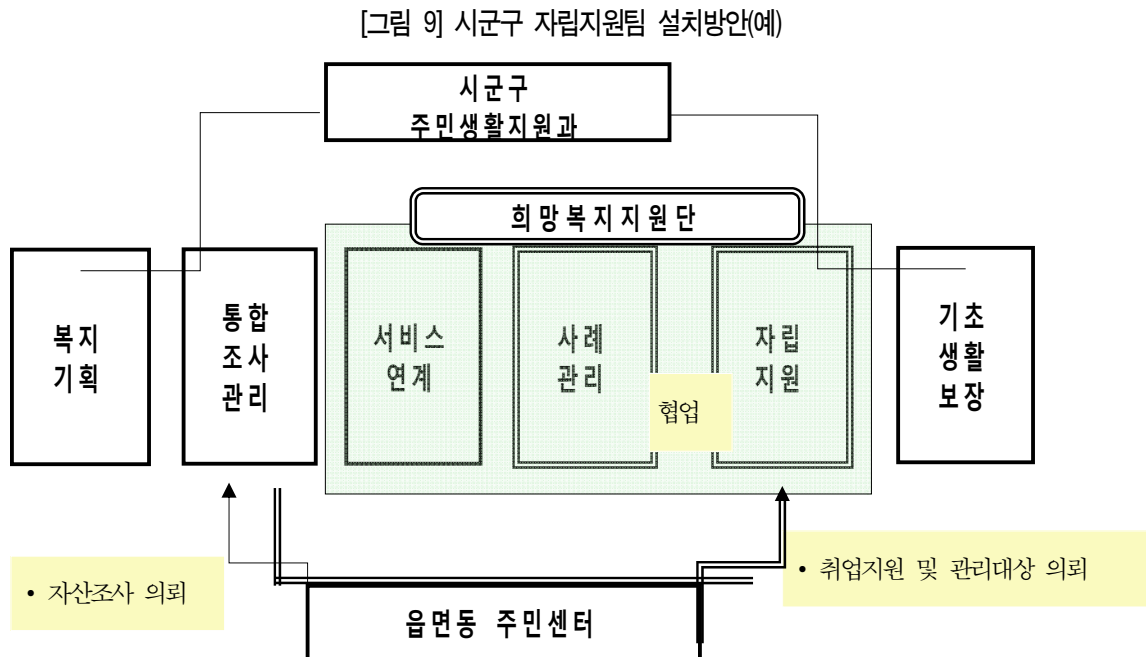 [그림 9] 시군구 자립지원팀 설치방안(예)
시군구
주민생활지원과
희망복지지원단
복지
기획
통합
조사
관리
서비스
연계
사례
관리
협업
자립
지원
기초
생활
보장
• 자산조사 의뢰
• 취업지원 및 관리대상 의뢰
읍면동 주민센터